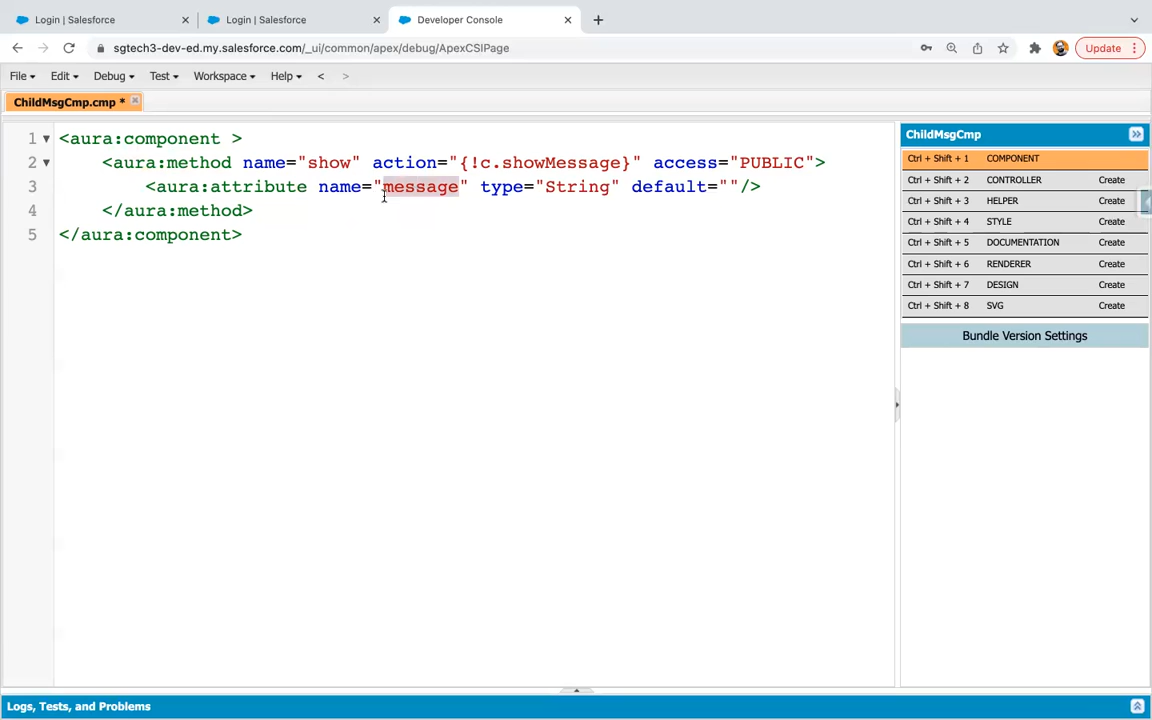 Login | Salesforce
Login | Salesforce
Developer Console
sgtech3-dev-ed.my.salesforce.com/_ui/common/apex/debug/ApexCSIPage
Update
File Edit Debug Test Workspace Help < >
ChildMsgCmp.cmp *
1 <aura:component >
2 <aura:method name="show" action="{!c.showMessage}" access="PUBLIC">
3 <aura:attribute name="message" type="String" default=""/>
4 </aura:method>
5 </aura:component>
ChildMsgCmp
Ctrl + Shift + 1 COMPONENT
Ctrl + Shift + 2 CONTROLLER Create
Ctrl + Shift + 3 HELPER Create
Ctrl + Shift + 4 STYLE Create
Ctrl + Shift + 5 DOCUMENTATION Create
Ctrl + Shift + 6 RENDERER Create
Ctrl + Shift + 7 DESIGN Create
Ctrl + Shift + 8 SVG Create
Bundle Version Settings
Logs, Tests, and Problems